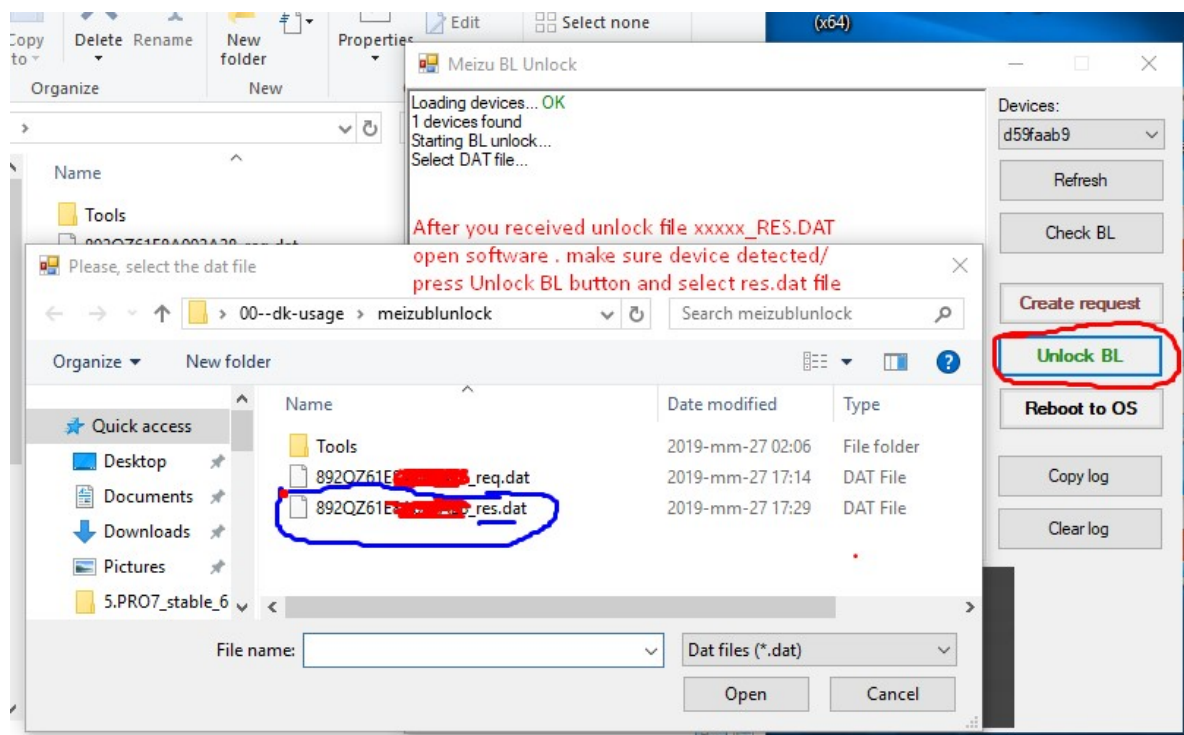 Edit
Select none
(x64)
Copy
to
Delete
Rename
New
folder
Properties
Organize
New
Meizu BL Unlock
Loading devices... OK
1 devices found
Starting BL unlock...
Select DAT file...
Devices:
d59faab9
Refresh
Check BL
Create request
Unlock BL
Reboot to OS
Copy log
Clear log
Name
Tools
After you received unlock file xxxxx_RES.DAT
open software . make sure device detected/
press Unlock BL button and select res.dat file
Please, select the dat file
00--dk-usage > meizublunlock
Search meizublunlock
Organize
New folder
Name
Date modified
Type
Quick access
Desktop
Documents
Downloads
Pictures
5.PRO7_stable_6
Tools
2019-mm-27 02:06
File folder
892QZ61E
_req.dat
2019-mm-27 17:14
DAT File
892QZ61E
_res.dat
2019-mm-27 17:29
DAT File
File name:
Dat files (*.dat)
Open
Cancel